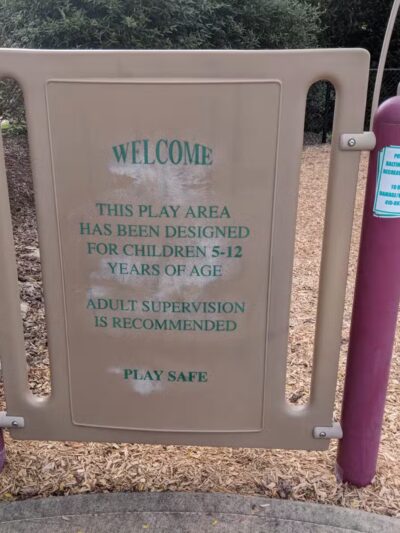 WELCOME
THIS PLAY AREA
HAS BEEN DESIGNED
FOR CHILDREN 5-12
YEARS OF AGE
ADULT SUPERVISION
IS RECOMMENDED
PLAY SAFE